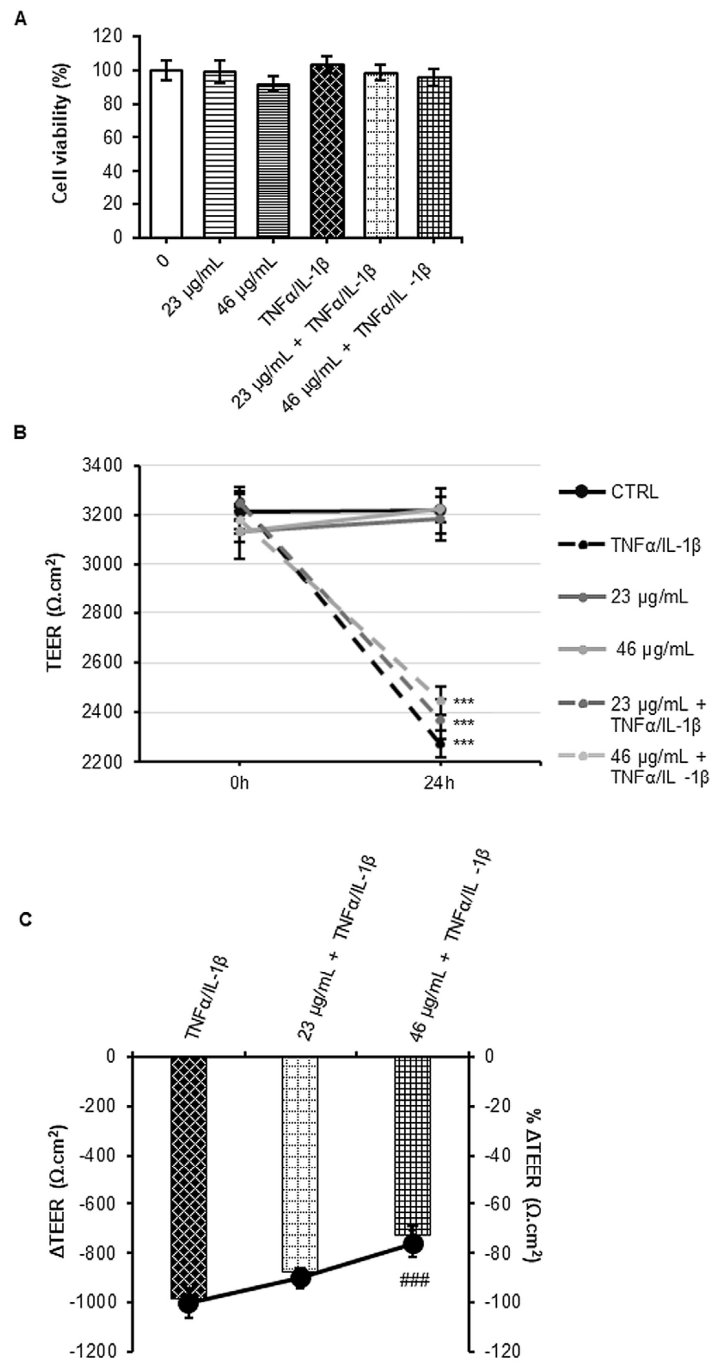 A
Cell viability (%)
120
100
80
60
40
20
0
0
23 µg/mL
46 µg/mL
TNFα/IL-1β
23 µg/mL + TNFα/IL-1β
46 µg/mL + TNFα/IL -1β
B
TEER (Ω.cm²)
3400
3200
3000
2800
2600
2400
2200
***
***
***
0h
24h
CTRL
TNFα/IL-1β
23 µg/mL
46 µg/mL
23 µg/mL +
TNFα/IL-1β
46 µg/mL +
TNFα/IL -1β
C
TNFα/IL-1β
23 µg/mL + TNFα/IL-1β
46 µg/mL + TNFα/IL -1β
ΔTEER (Ω.cm²)
0
-200
-400
-600
-800
-1000
-1200
###
0
-20
-40
-60
-80
-100
-120
% ΔTEER (Ω.cm²)